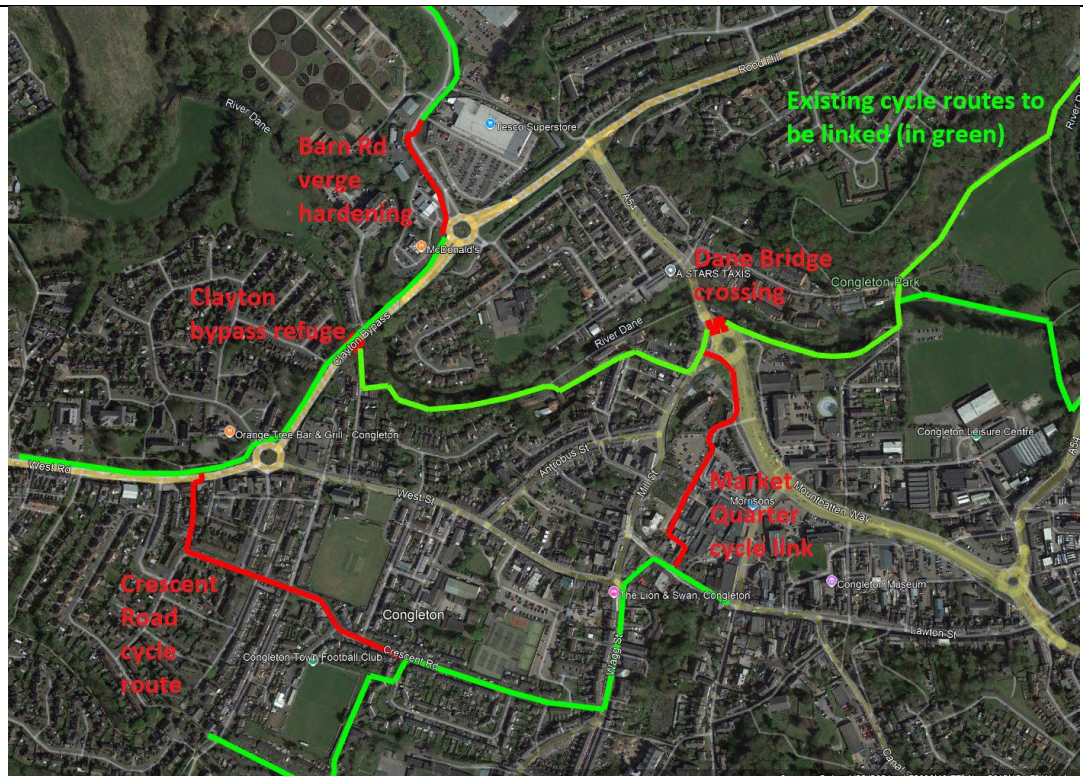 Rood Hill
River Dane
Tesco Superstore
Existing cycle routes to
be linked (in green)
Barn Rd
verge
hardening
McDonald's
A54
Dane Bridge
crossing
A STARS TAXIS
Congleton Park
Clayton
bypass refuge
Clayton Bypass
River Dane
Orange Tree Bar & Grill - Congleton
West Rd
West St
Antrobus St
Mill St
Market
Quarter
cycle link
Morrisons
Mountbatten Way
Congleton Leisure Centre
A54
Congleton Museum
The Lion & Swan, Congleton
Lawton St
Crescent
Road
cycle
route
Congleton
Congleton Town Football Club
Crescent Rd
Wagg St
Canal